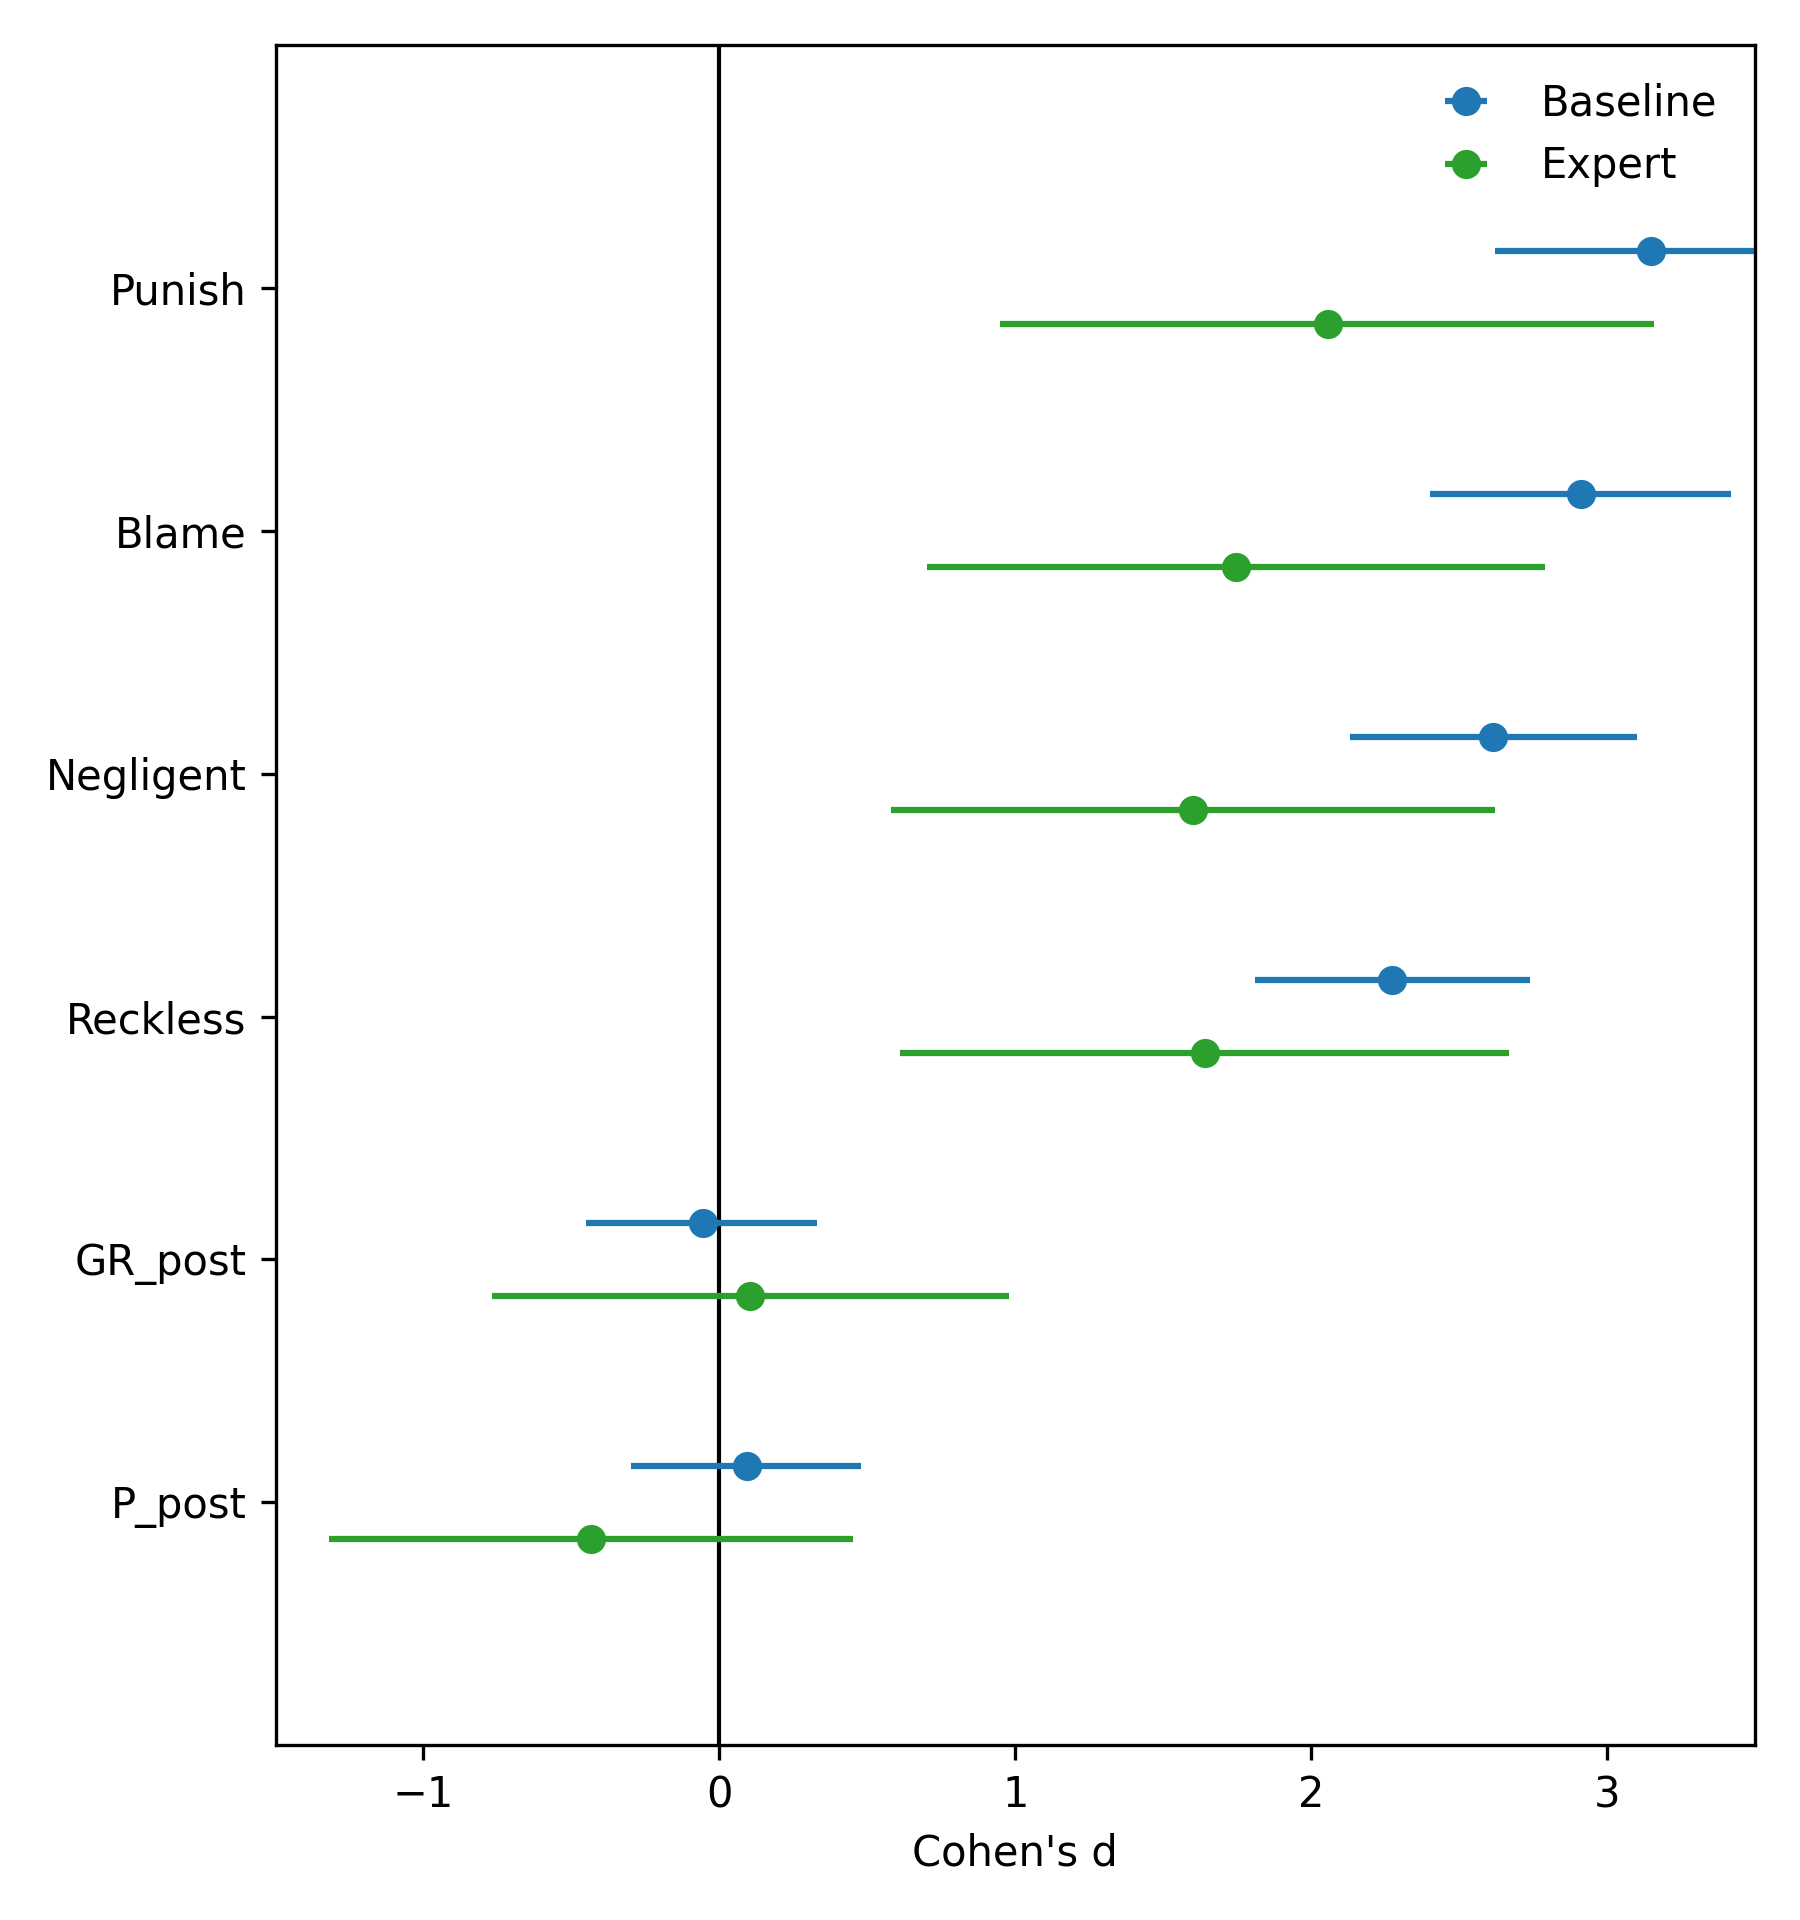 Baseline
Expert
Punish
Blame
Negligent
Reckless
GR_post
P_post
−1 0 1 2 3
Cohen's d